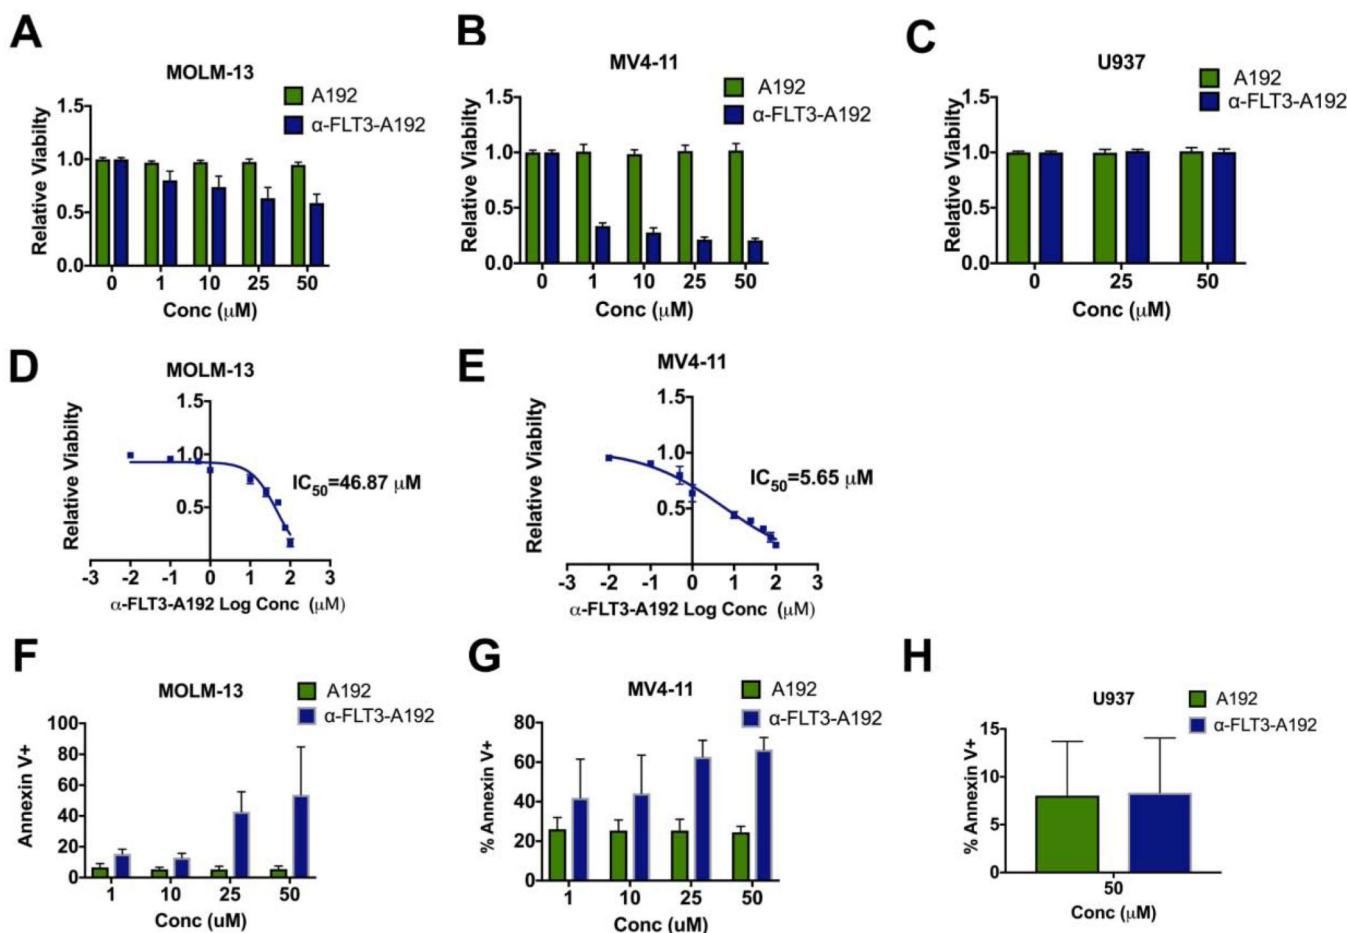 A
MOLM-13
A192
α-FLT3-A192
Relative Viabilty
1.5
1.0
0.5
0.0
0 1 10 25 50
Conc (μM)
B
MV4-11
A192
α-FLT3-A192
Relative Viabilty
1.5
1.0
0.5
0.0
0 1 10 25 50
Conc (μM)
C
U937
A192
α-FLT3-A192
Relative Viabilty
1.5
1.0
0.5
0.0
0 25 50
Conc (μM)
D
MOLM-13
Relative Viabilty
1.5
1.0
0.5
IC50=46.87 μM
-3 -2 -1 0 1 2 3
α-FLT3-A192 Log Conc (μM)
E
MV4-11
Relative Viabilty
1.5
1.0
0.5
IC50=5.65 μM
-3 -2 -1 0 1 2 3
α-FLT3-A192 Log Conc (μM)
F
MOLM-13
A192
α-FLT3-A192
Annexin V+
100
80
60
40
20
0
1 10 25 50
Conc (uM)
G
MV4-11
A192
α-FLT3-A192
% Annexin V+
80
60
40
20
0
1 10 25 50
Conc (uM)
H
U937
A192
α-FLT3-A192
% Annexin V+
15
10
5
0
50
Conc (μM)